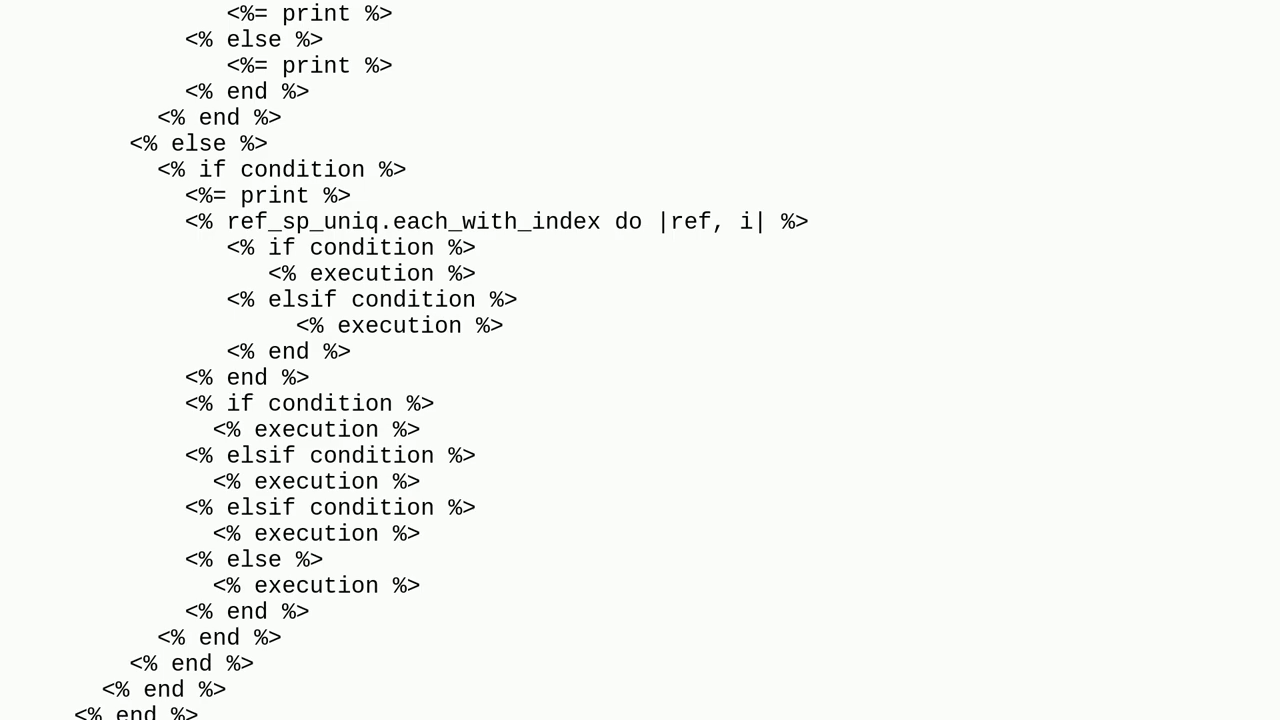 <%= print %>
<% else %>
<%= print %>
<% end %>
<% end %>
<% else %>
<% if condition %>
<%= print %>
<% ref_sp_uniq.each_with_index do |ref, i| %>
<% if condition %>
<% execution %>
<% elsif condition %>
<% execution %>
<% end %>
<% end %>
<% if condition %>
<% execution %>
<% elsif condition %>
<% execution %>
<% elsif condition %>
<% execution %>
<% else %>
<% execution %>
<% end %>
<% end %>
<% end %>
<% end %>
<% end %>